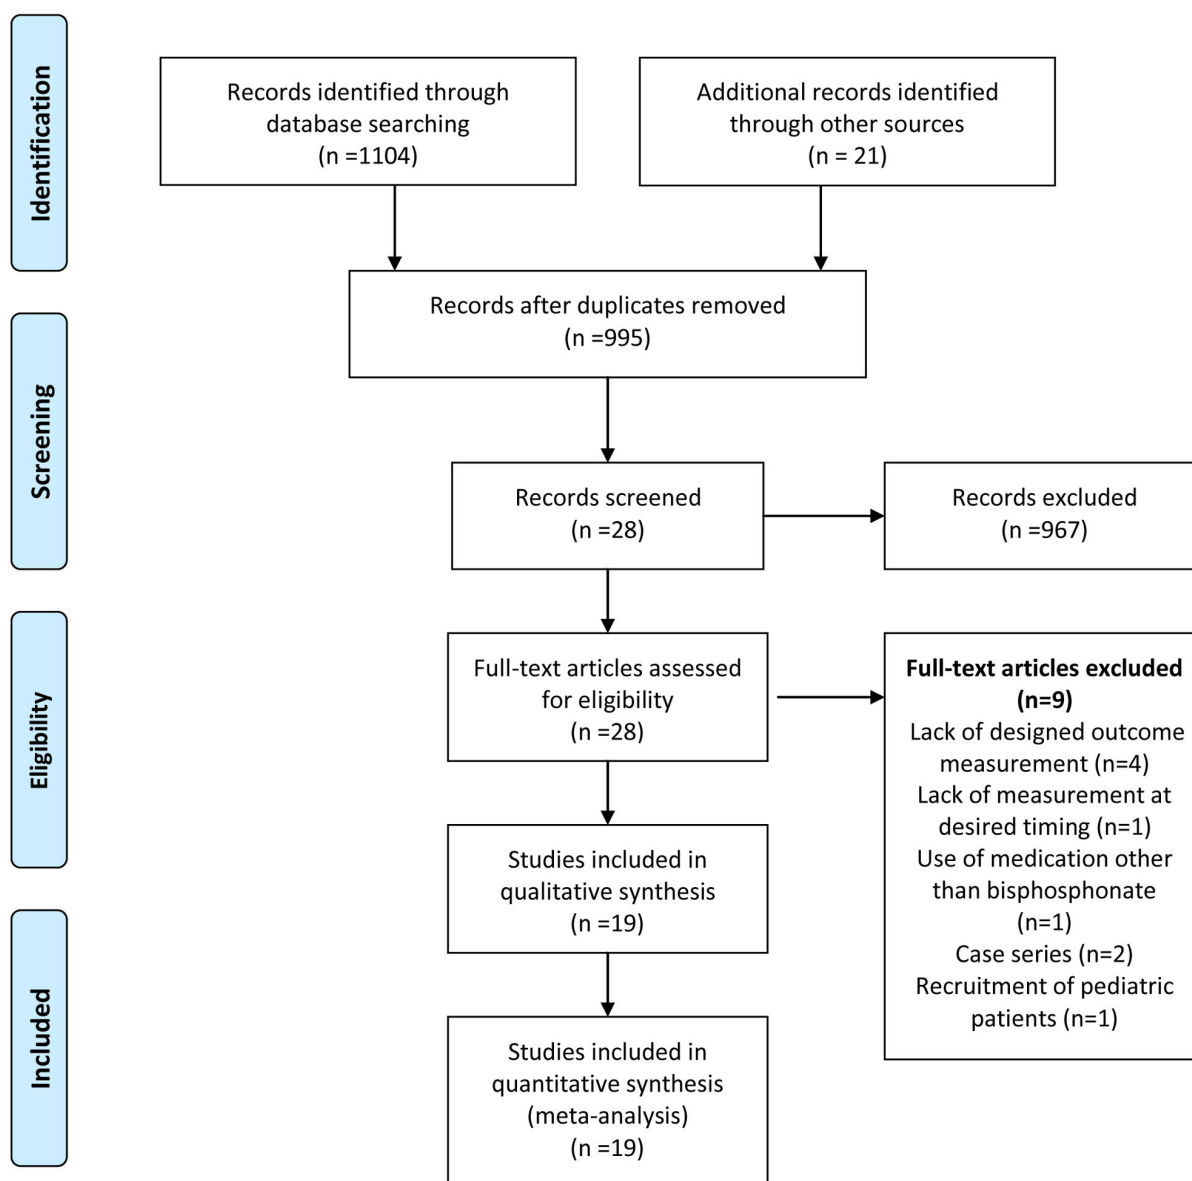 Identification
Records identified through
database searching
(n =1104)
Additional records identified
through other sources
(n = 21)
Records after duplicates removed
(n =995)
Screening
Records screened
(n =28)
Records excluded
(n =967)
Eligibility
Full-text articles assessed
for eligibility
(n =28)
Full-text articles excluded
(n=9)
Lack of designed outcome
measurement (n=4)
Lack of measurement at
desired timing (n=1)
Use of medication other
than bisphosphonate
(n=1)
Case series (n=2)
Recruitment of pediatric
patients (n=1)
Studies included in
qualitative synthesis
(n =19)
Included
Studies included in
quantitative synthesis
(meta-analysis)
(n =19)